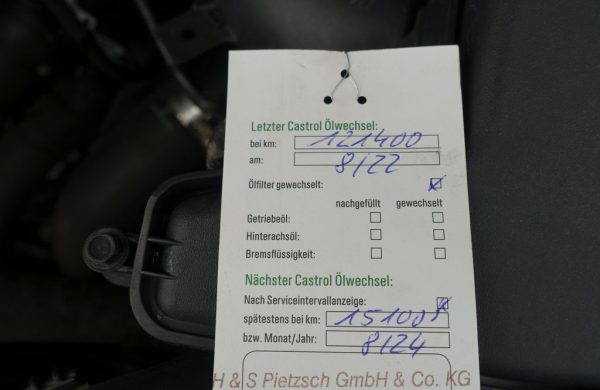 Letzter Castrol Ölwechsel:
bei km: 121400
am: 8/22
Ölfilter gewechselt:
nachgefüllt gewechselt
Getriebeöl:
Hinterachsöl:
Bremsflüssigkeit:
Nächster Castrol Ölwechsel:
Nach Serviceintervallanzeige:
spätestens bei km:
bzw. Monat/Jahr: 8/24
H & S Pietzsch GmbH & Co. KG